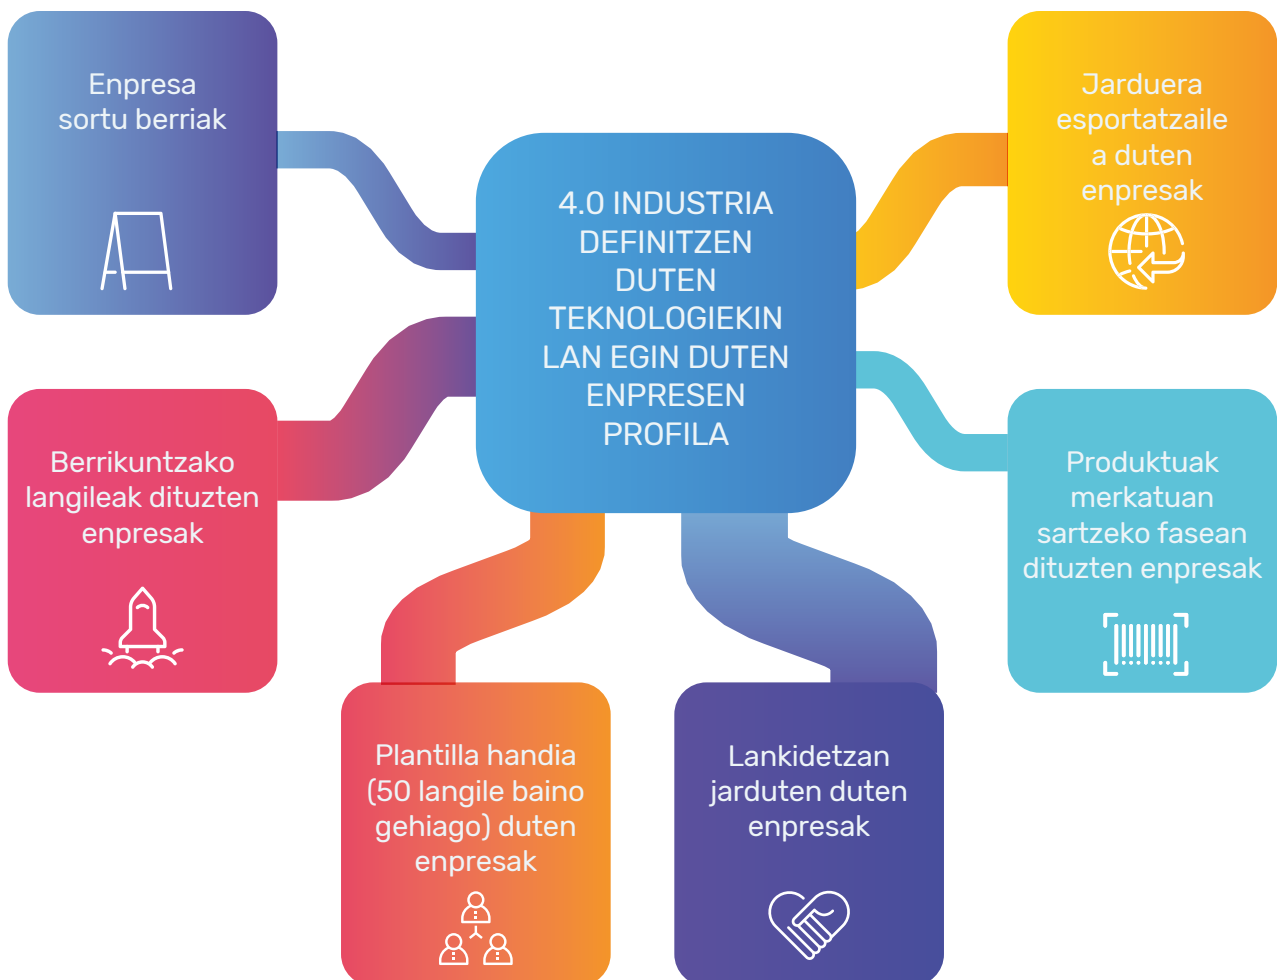 Enpresa
sortu berriak
Jarduera
esportatzaile
a duten
enpresak
4.0 INDUSTRIA
DEFINITZEN
DUTEN
TEKNOLOGIEKIN
LAN EGIN DUTEN
ENPRESEN
PROFILA
Berrikuntzako
langileak dituzten
enpresak
Produktuak
merkatuan
sartzeko fasean
dituzten enpresak
Plantilla handia
(50 langile baino
gehiago) duten
enpresak
Lankidetzan
jarduten duten
enpresak